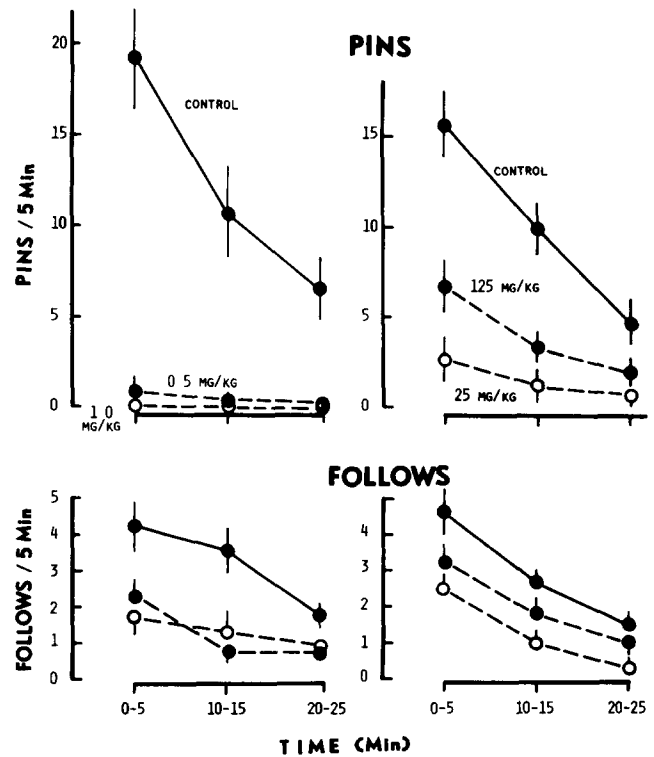 PINS
PINS / 5 Min
20
15
10
5
0
CONTROL
0 5 MG/KG
1 0
MG/KG
15
10
5
0
CONTROL
125 MG/KG
25 MG/KG
FOLLOWS
FOLLOWS / 5 Min
5
4
3
2
1
0
4
3
2
1
0
0-5
10-15
20-25
0-5
10-15
20-25
TIME (Min)